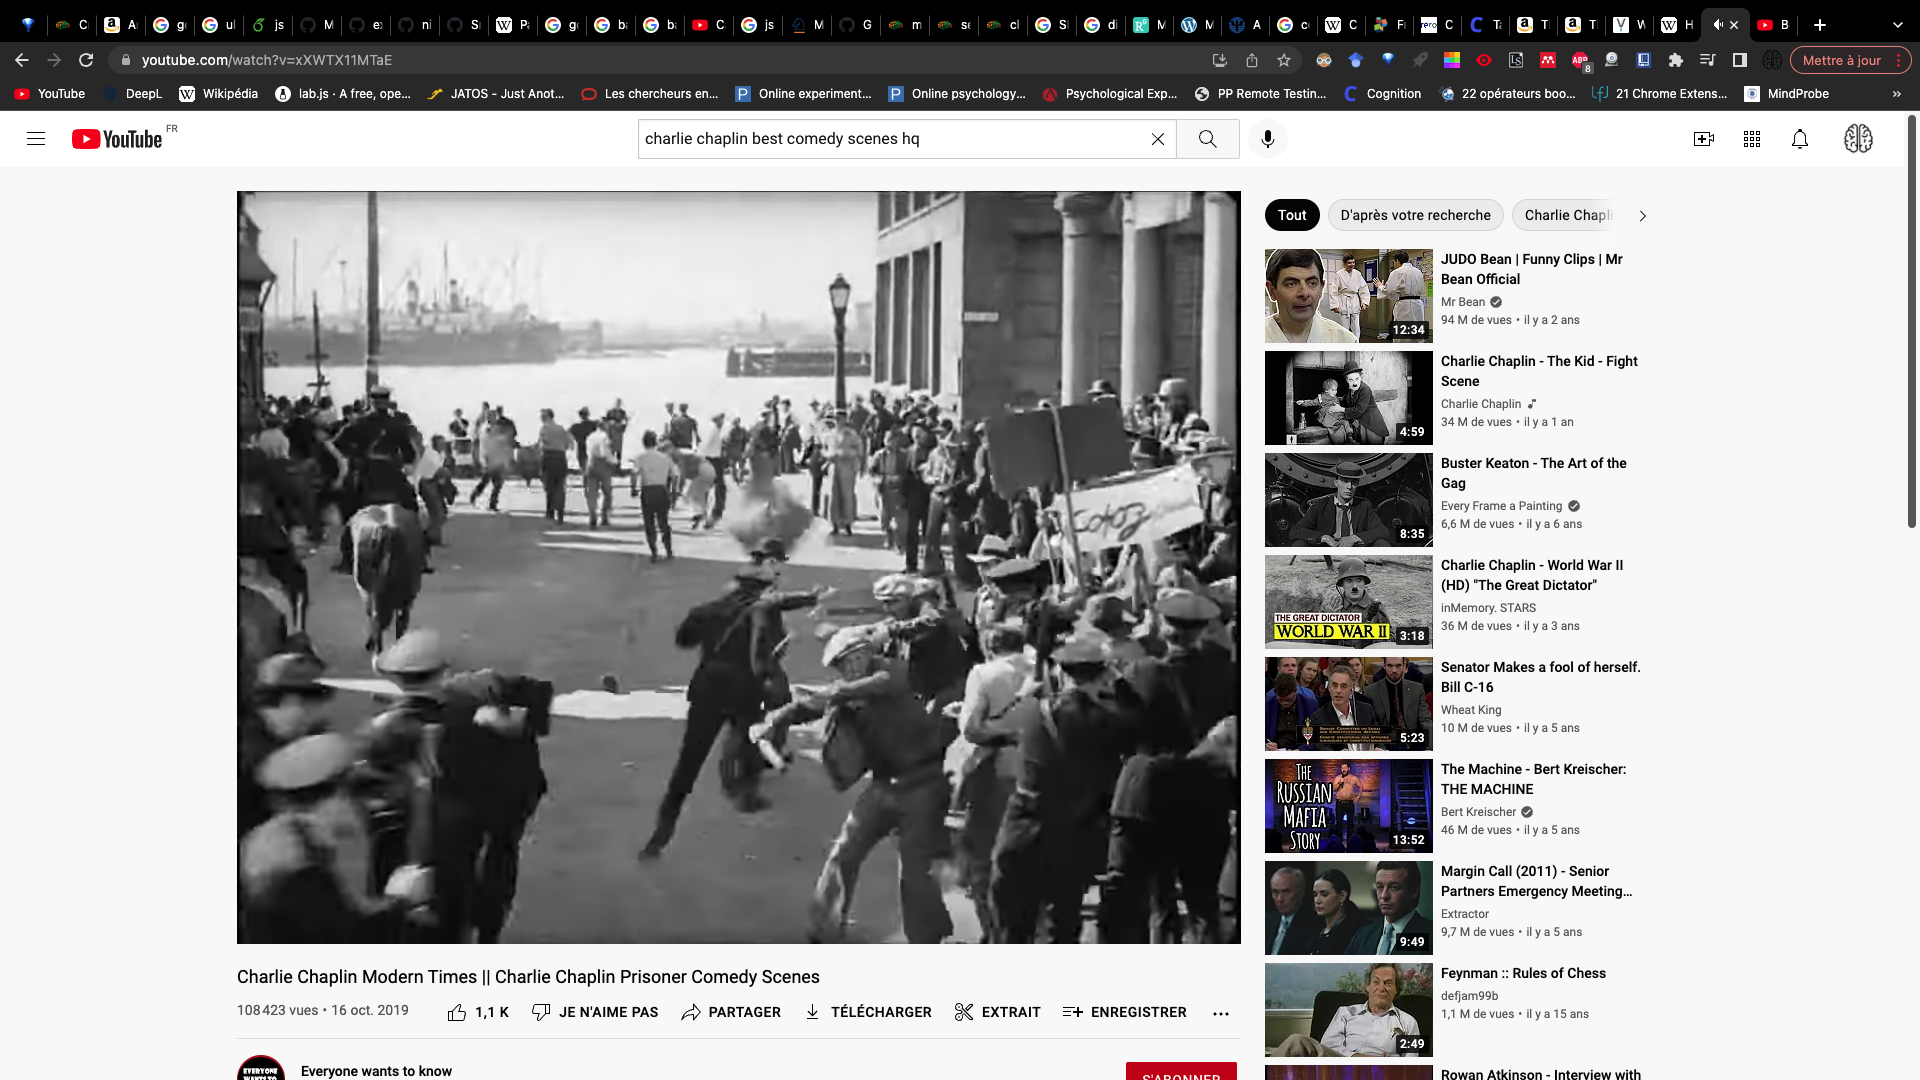 youtube.com/watch?v=xXWTX11MTaE
Mettre à jour
YouTube
DeepL
Wikipédia
lab.js · A free, ope...
JATOS - Just Anot...
Les chercheurs en...
Online experiment...
Online psychology...
Psychological Exp...
PP Remote Testin...
Cognition
22 opérateurs boo...
21 Chrome Extens...
MindProbe
YouTube FR
charlie chaplin best comedy scenes hq
Tout
D'après votre recherche
Charlie Chapli
JUDO Bean | Funny Clips | Mr
Bean Official
Mr Bean
94 M de vues • il y a 2 ans
12:34
Charlie Chaplin - The Kid - Fight
Scene
Charlie Chaplin
34 M de vues • il y a 1 an
4:59
Buster Keaton - The Art of the
Gag
Every Frame a Painting
6,6 M de vues • il y a 6 ans
8:35
Charlie Chaplin - World War II
(HD) "The Great Dictator"
inMemory. STARS
36 M de vues • il y a 3 ans
THE GREAT DICTATOR
WORLD WAR II
3:18
Senator Makes a fool of herself.
Bill C-16
Wheat King
10 M de vues • il y a 5 ans
5:23
The Machine - Bert Kreischer:
THE MACHINE
Bert Kreischer
46 M de vues • il y a 5 ans
THE
RUSSIAN
MAFIA
STORY
13:52
Margin Call (2011) - Senior
Partners Emergency Meeting...
Extractor
9,7 M de vues • il y a 5 ans
9:49
Feynman :: Rules of Chess
defjam99b
1,1 M de vues • il y a 15 ans
2:49
Rowan Atkinson - Interview with
Charlie Chaplin Modern Times || Charlie Chaplin Prisoner Comedy Scenes
108 423 vues • 16 oct. 2019
1,1 K
JE N'AIME PAS
PARTAGER
TÉLÉCHARGER
EXTRAIT
ENREGISTRER
Everyone wants to know
S'ABONNER